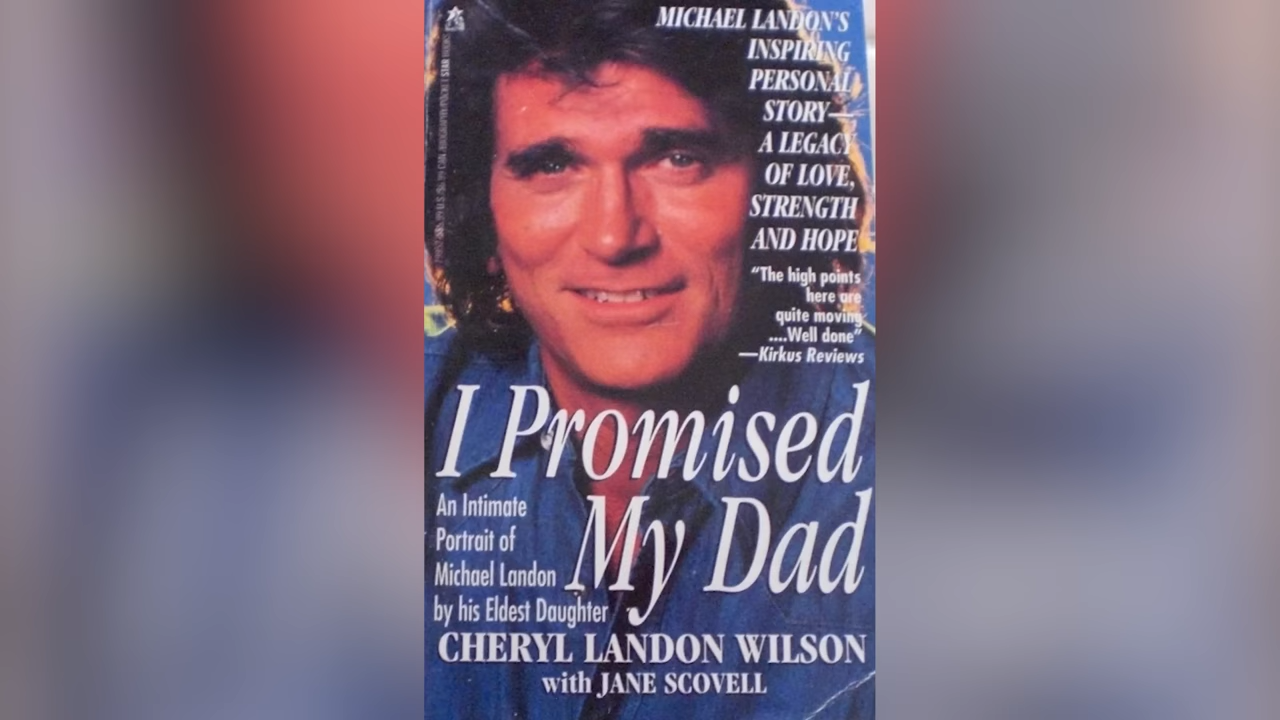 MICHAEL LANDON'S
INSPIRING
PERSONAL
STORY—
A LEGACY
OF LOVE,
STRENGTH
AND HOPE
"The high points
here are
quite moving
....Well done"
—Kirkus Reviews
I Promised
My Dad
An Intimate
Portrait of
Michael Landon
by his Eldest Daughter
CHERYL LANDON WILSON
with JANE SCOVELL